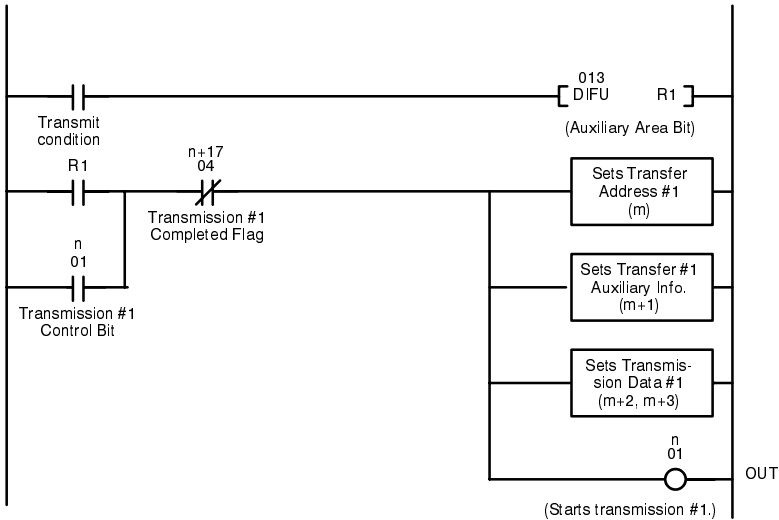 013
DIFU R1
Transmit
condition
(Auxiliary Area Bit)
R1
n+17
04
Transmission #1
Completed Flag
Sets Transfer
Address #1
(m)
n
01
Transmission #1
Control Bit
Sets Transfer #1
Auxiliary Info.
(m+1)
Sets Transmis-
sion Data #1
(m+2, m+3)
n
01
OUT
(Starts transmission #1.)